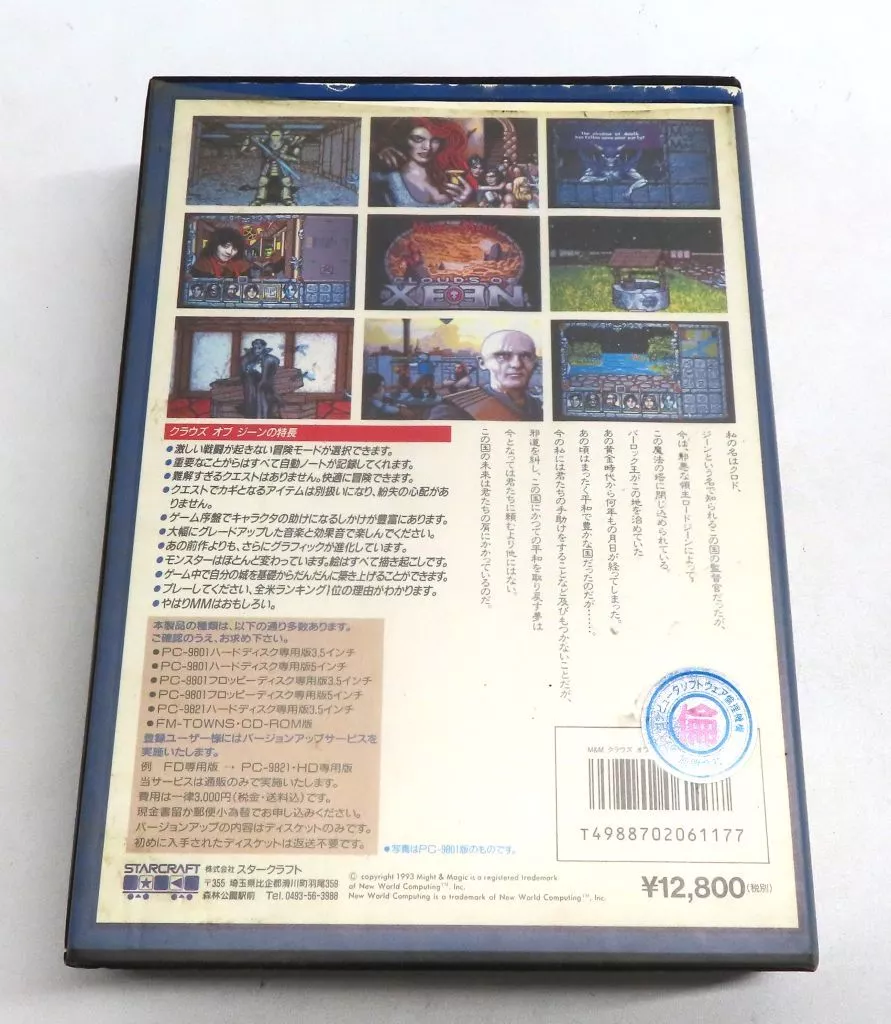 The shadow of death
has fallen upon your party!
CLOUDS OF
XEEN
クラウズ オブ ジーンの特長
●激しい戦闘が起きない冒険モードが選択できます。
●重要なことがらはすべて自動ノートが記録してくれます。
●難解すぎるクエストはありません。快適に冒険できます。
●クエストでカギとなるアイテムは別扱いになり、紛失の心配があ
りません。
●ゲーム序盤でキャラクタの助けになるしかけが豊富にあります。
●大幅にグレードアップした音楽と効果音で楽しんでください。
●あの前作よりも、さらにグラフィックが進化しています。
●モンスターはほとんど変わっています。絵はすべて描き起こしです。
●ゲーム中で自分の城を基礎からだんだんに築き上げることができます。
●プレーしてください、全米ランキング1位の理由がわかります。
●やはりMMはおもしろい。
私の名はクロド、
ジーンという名で知られるこの国の監督官だったが、
今は、邪悪な領主ロードジーンによって、
この魔法の塔に閉じ込められている。
バーロック王がこの地を治めていた
あの黄金時代から何年もの月日が経ってしまった。
あの頃はまったく平和で豊かな国だったのだが……。
今の私には君たちの手助けをすることなど及びもつかないことだが、
邪道を糾し、この国にかつての平和を取り戻す夢は
今となっては君たちに頼むより他にはない。
この国の未来は君たちの肩にかかっているのだ。
本製品の種類は、以下の通り多数あります。
ご確認のうえ、お求め下さい。
●PC-9801ハードディスク専用版3.5インチ
●PC-9801ハードディスク専用版5インチ
●PC-9801フロッピーディスク専用版3.5インチ
●PC-9801フロッピーディスク専用版5インチ
●PC-9821ハードディスク専用版3.5インチ
●FM-TOWNS・CD-ROM版
登録ユーザー様にはバージョンアップサービスを
実施いたします。
例 FD専用版 → PC-9821・HD専用版
当サービスは通販のみで実施いたします。
費用は一律3,000円(税金・送料込)です。
現金書留か郵便小為替でお申し込みください。
バージョンアップの内容はディスケットのみです。
初めに入手されたディスケットは返送不要です。
●写真はPC-9801版のものです。
コンピュータソフトウェア倫理機構
倫
M&M クラウズ オブ
T4988702061177
STARCRAFT 株式会社 スタークラフト
〒355 埼玉県比企郡滑川町羽尾358
森林公園駅前 Tel.0493-56-3988
© copyright 1993 Might & Magic is a registered trademark
of New World Computing™, Inc.
New World Computing is a trademark of New World Computing™, Inc.
¥12,800(税別)